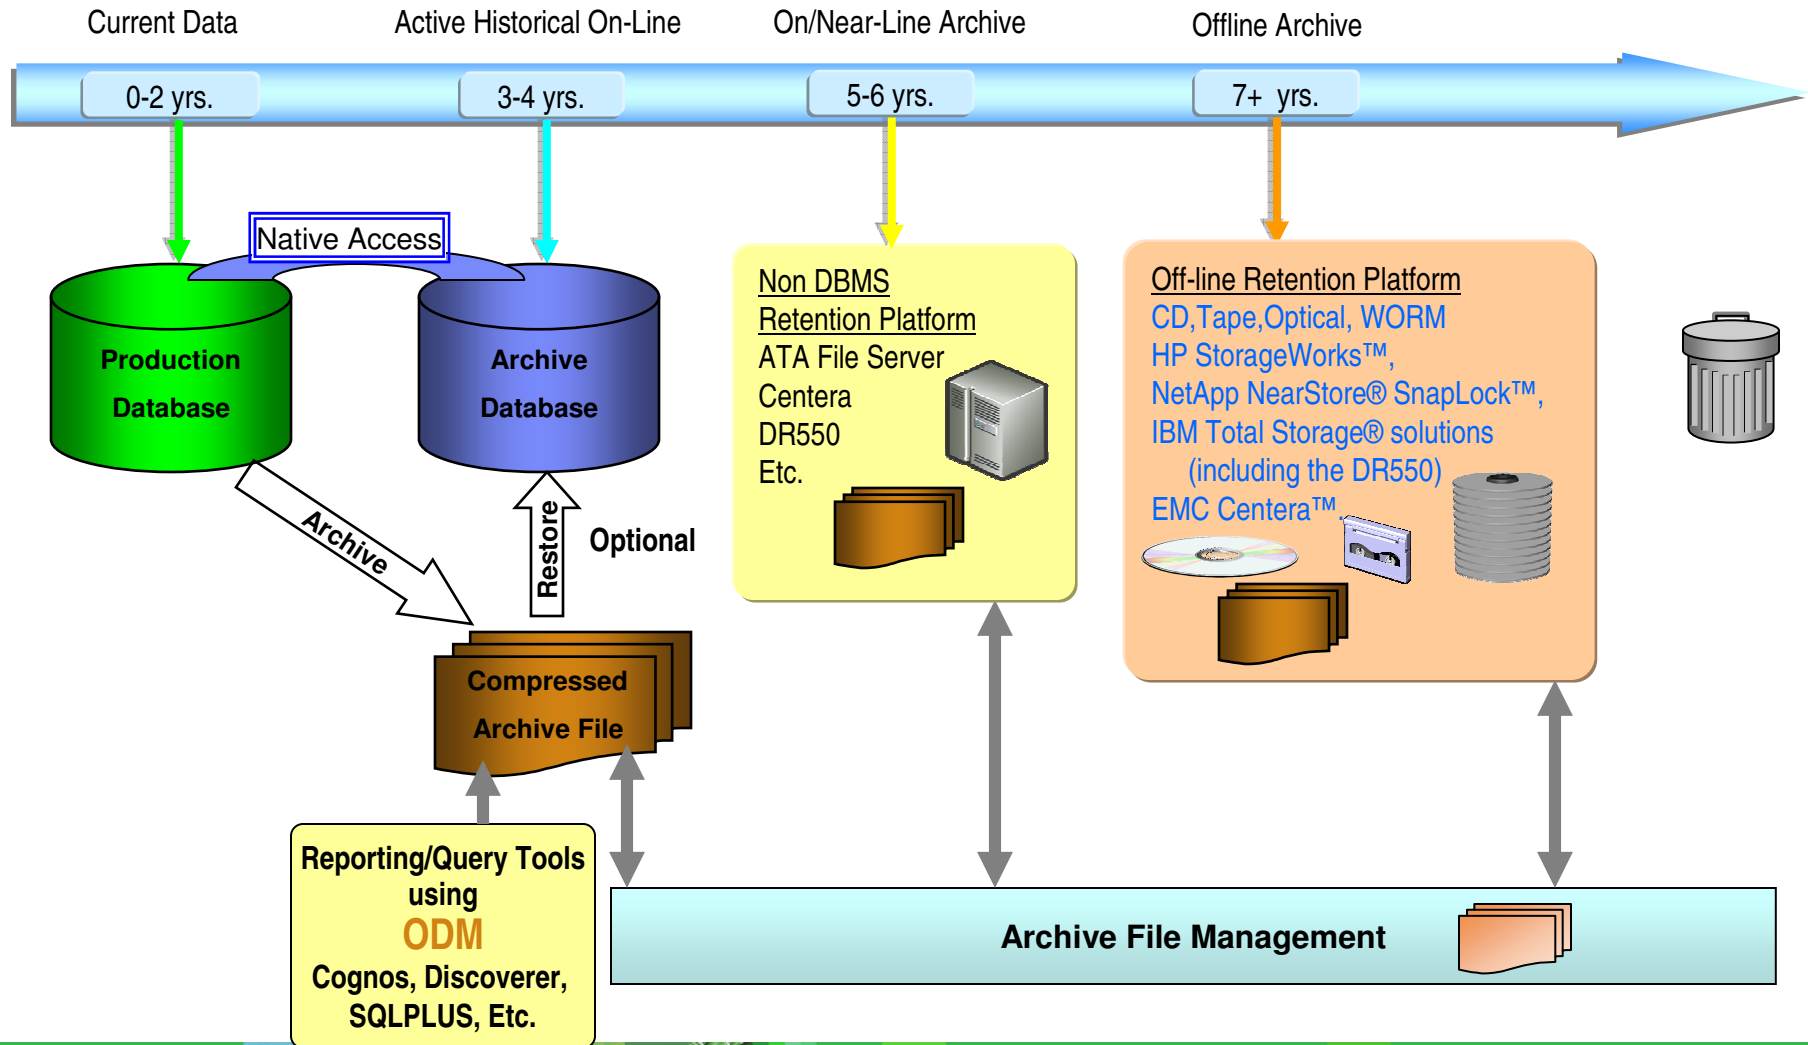 Current Data
Active Historical On-Line
On/Near-Line Archive
Offline Archive
0-2 yrs.
3-4 yrs.
5-6 yrs.
7+ yrs.
Native Access
Production
Database
Archive
Database
Non DBMS
Retention Platform
ATA File Server
Centera
DR550
Etc.
Off-line Retention Platform
CD,Tape,Optical, WORM
HP StorageWorks™,
NetApp NearStore® SnapLock™,
IBM Total Storage® solutions
(including the DR550)
EMC Centera™.
Archive
Restore
Optional
Compressed
Archive File
Reporting/Query Tools
using
ODM
Cognos, Discoverer,
SQLPLUS, Etc.
Archive File Management